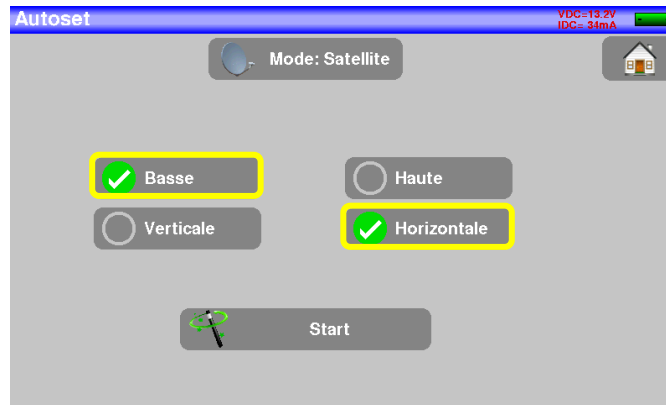 Autoset
VDC=13.2V
IDC= 34mA
Mode: Satellite
Basse
Haute
Verticale
Horizontale
Start